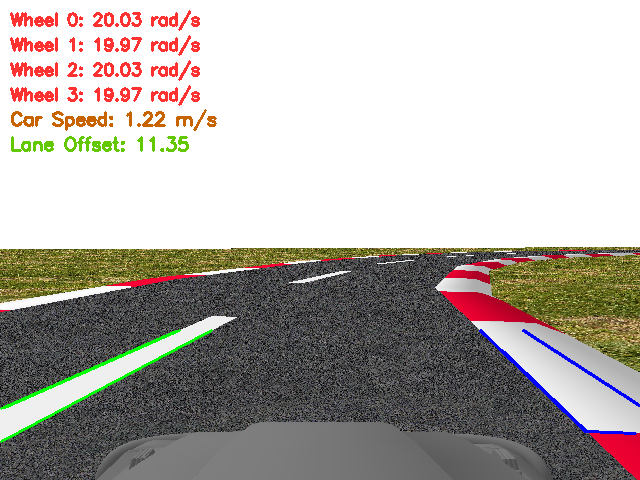 Wheel 0: 20.03 rad/s
Wheel 1: 19.97 rad/s
Wheel 2: 20.03 rad/s
Wheel 3: 19.97 rad/s
Car Speed: 1.22 m/s
Lane Offset: 11.35